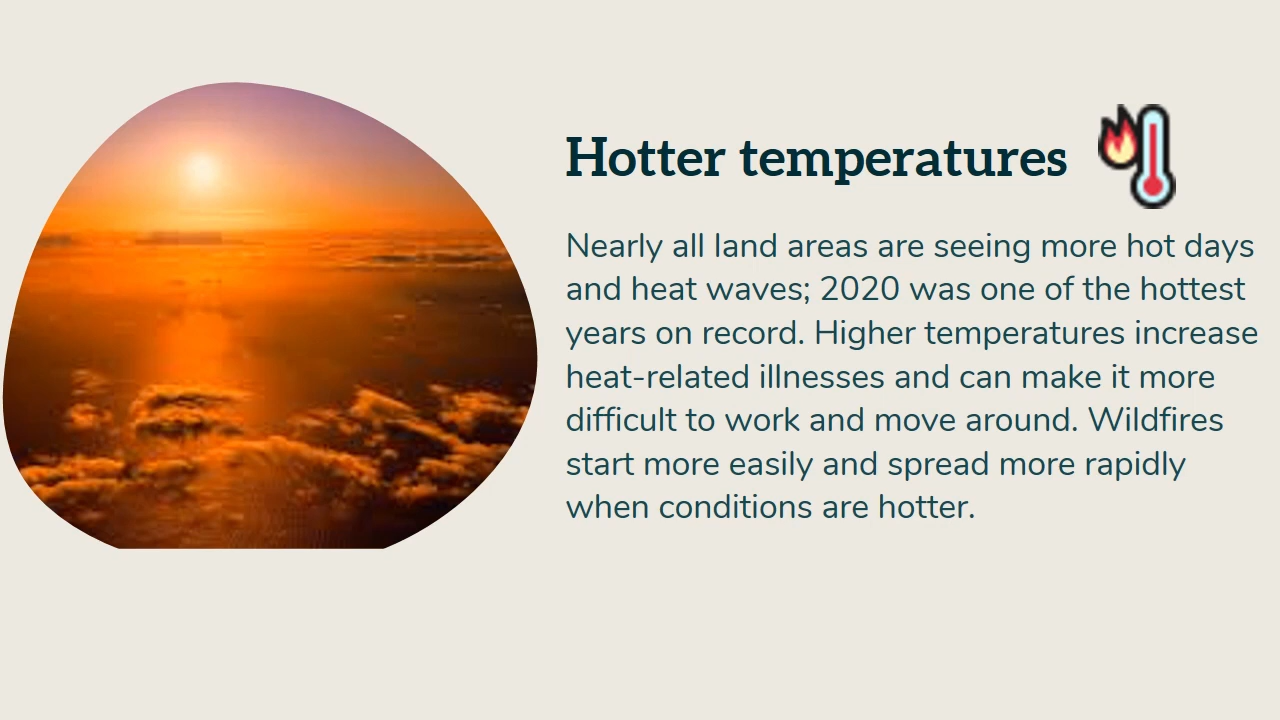 Hotter temperatures
Nearly all land areas are seeing more hot days
and heat waves; 2020 was one of the hottest
years on record. Higher temperatures increase
heat-related illnesses and can make it more
difficult to work and move around. Wildfires
start more easily and spread more rapidly
when conditions are hotter.